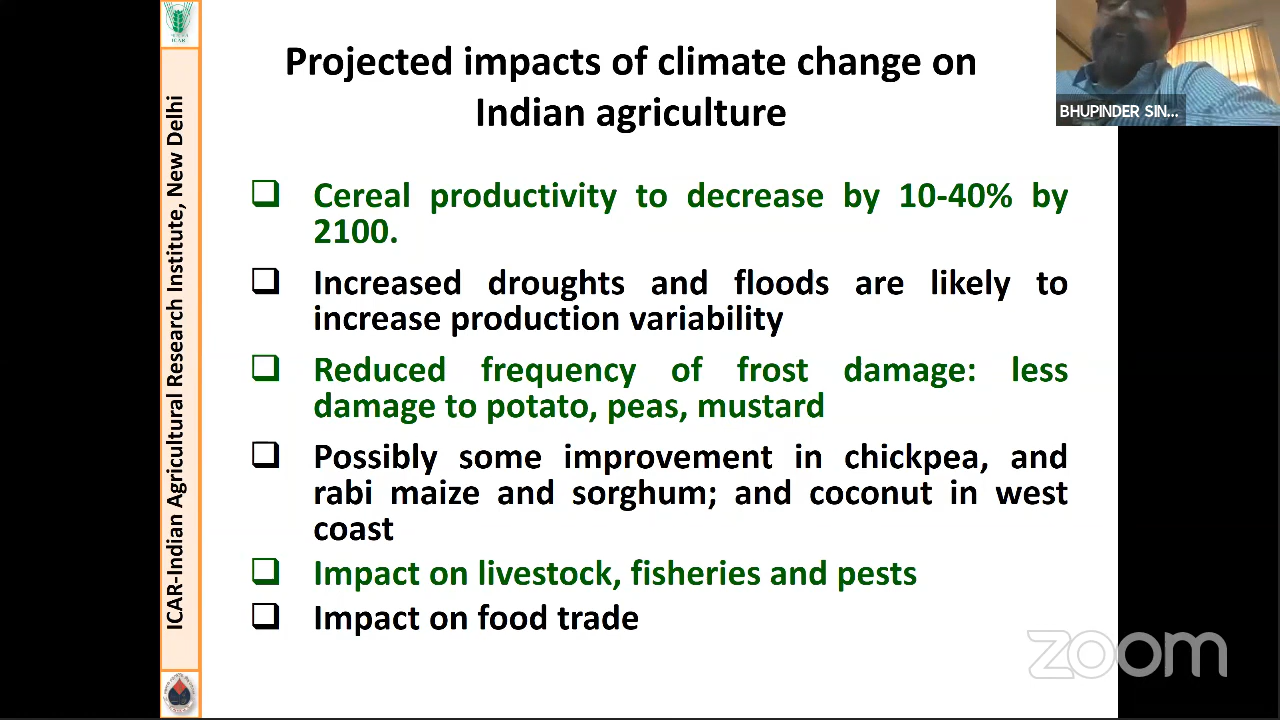 Projected impacts of climate change on
Indian agriculture
Cereal productivity to decrease by 10-40% by
2100.
Increased droughts and floods are likely to
increase production variability
Reduced frequency of frost damage: less
damage to potato, peas, mustard
Possibly some improvement in chickpea, and
rabi maize and sorghum; and coconut in west
coast
Impact on livestock, fisheries and pests
Impact on food trade
ICAR-Indian Agricultural Research Institute, New Delhi
ICAR
BHUPINDER SIN...
zoom